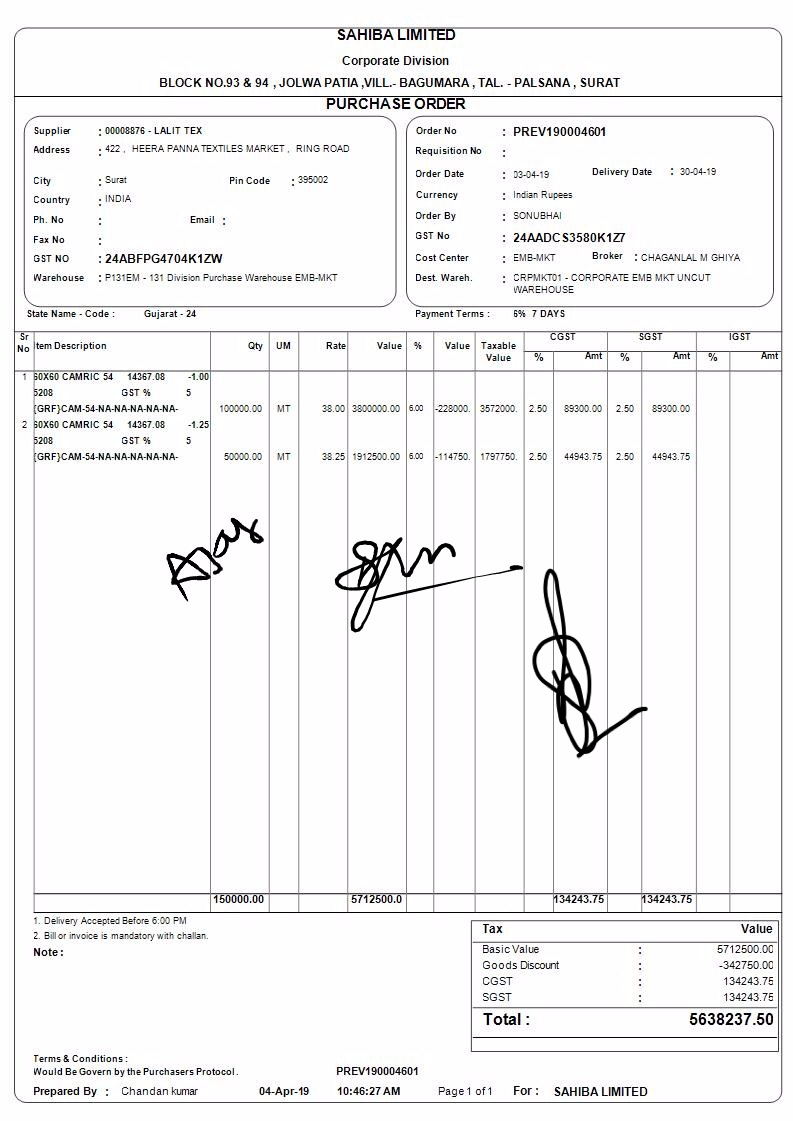 SAHIBA LIMITED
Corporate Division
BLOCK NO.93 & 94 , JOLWA PATIA ,VILL.- BAGUMARA , TAL. - PALSANA , SURAT
PURCHASE ORDER
Supplier : 00008876 - LALIT TEX
Address : 422 , HEERA PANNA TEXTILES MARKET , RING ROAD
City : Surat Pin Code : 395002
Country : INDIA
Ph. No : Email :
Fax No :
GST NO : 24ABFPG4704K1ZW
Warehouse : P131EM - 131 Division Purchase Warehouse EMB-MKT
Order No : PREV190004601
Requisition No :
Order Date : 03-04-19 Delivery Date : 30-04-19
Currency : Indian Rupees
Order By : SONUBHAI
GST No : 24AADCS3580K1Z7
Cost Center : EMB-MKT Broker : CHAGANLAL M GHIYA
Dest. Wareh. : CRPMKT01 - CORPORATE EMB MKT UNCUT
WAREHOUSE
State Name - Code : Gujarat - 24 Payment Terms : 6% 7 DAYS
Sr No Item Description Qty UM Rate Value % Value Taxable Value CGST % Amt SGST % Amt IGST % Amt
1 60X60 CAMRIC 54 14367.08 -1.00
5208 GST % 5
{GRF}CAM-54-NA-NA-NA-NA-NA- 100000.00 MT 38.00 3800000.00 6.00 -228000. 3572000. 2.50 89300.00 2.50 89300.00
2 60X60 CAMRIC 54 14367.08 -1.25
5208 GST % 5
{GRF}CAM-54-NA-NA-NA-NA-NA- 50000.00 MT 38.25 1912500.00 6.00 -114750. 1797750. 2.50 44943.75 2.50 44943.75
150000.00 5712500.0 134243.75 134243.75
1. Delivery Accepted Before 6:00 PM
2. Bill or invoice is mandatory with challan.
Note :
Tax Value
Basic Value : 5712500.00
Goods Discount : -342750.00
CGST : 134243.75
SGST : 134243.75
Total : 5638237.50
Terms & Conditions :
Would Be Govern by the Purchasers Protocol. PREV190004601
Prepared By : Chandan kumar 04-Apr-19 10:46:27 AM Page 1 of 1 For : SAHIBA LIMITED